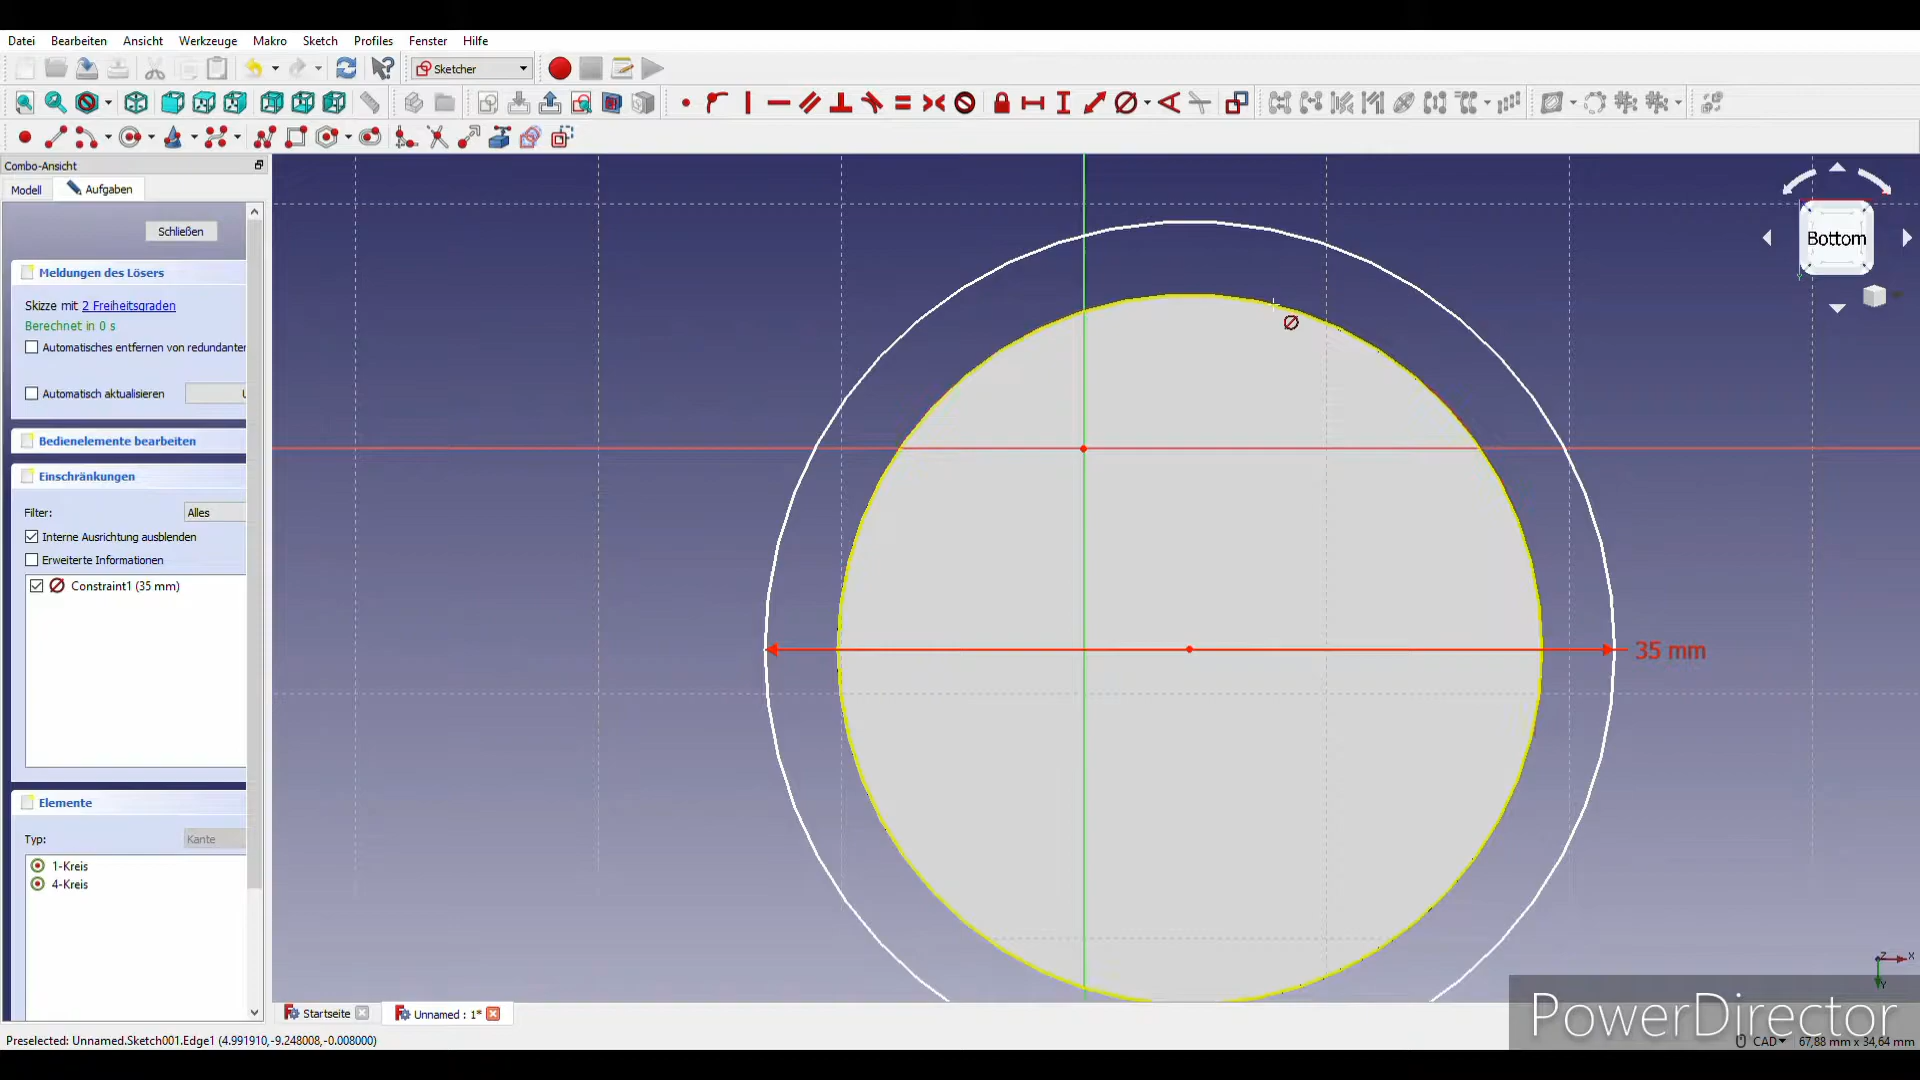 Datei Bearbeiten Ansicht Werkzeuge Makro Sketch Profiles Fenster Hilfe
Sketcher
Combo-Ansicht
Modell Aufgaben
Schließen
Meldungen des Lösers
Skizze mit 2 Freiheitsgraden
Berechnet in 0 s
Automatisches entfernen von redundanter
Automatisch aktualisieren
Bedienelemente bearbeiten
Einschränkungen
Filter: Alles
Interne Ausrichtung ausblenden
Erweiterte Informationen
Constraint1 (35 mm)
Elemente
Typ: Kante
1-Kreis
4-Kreis
Bottom
35 mm
Z X
Y
Startseite Unnamed : 1*
PowerDirector
Preselected: Unnamed.Sketch001.Edge1 (4.991910,-9.248008,-0.008000)
CAD 67,88 mm x 34,64 mm